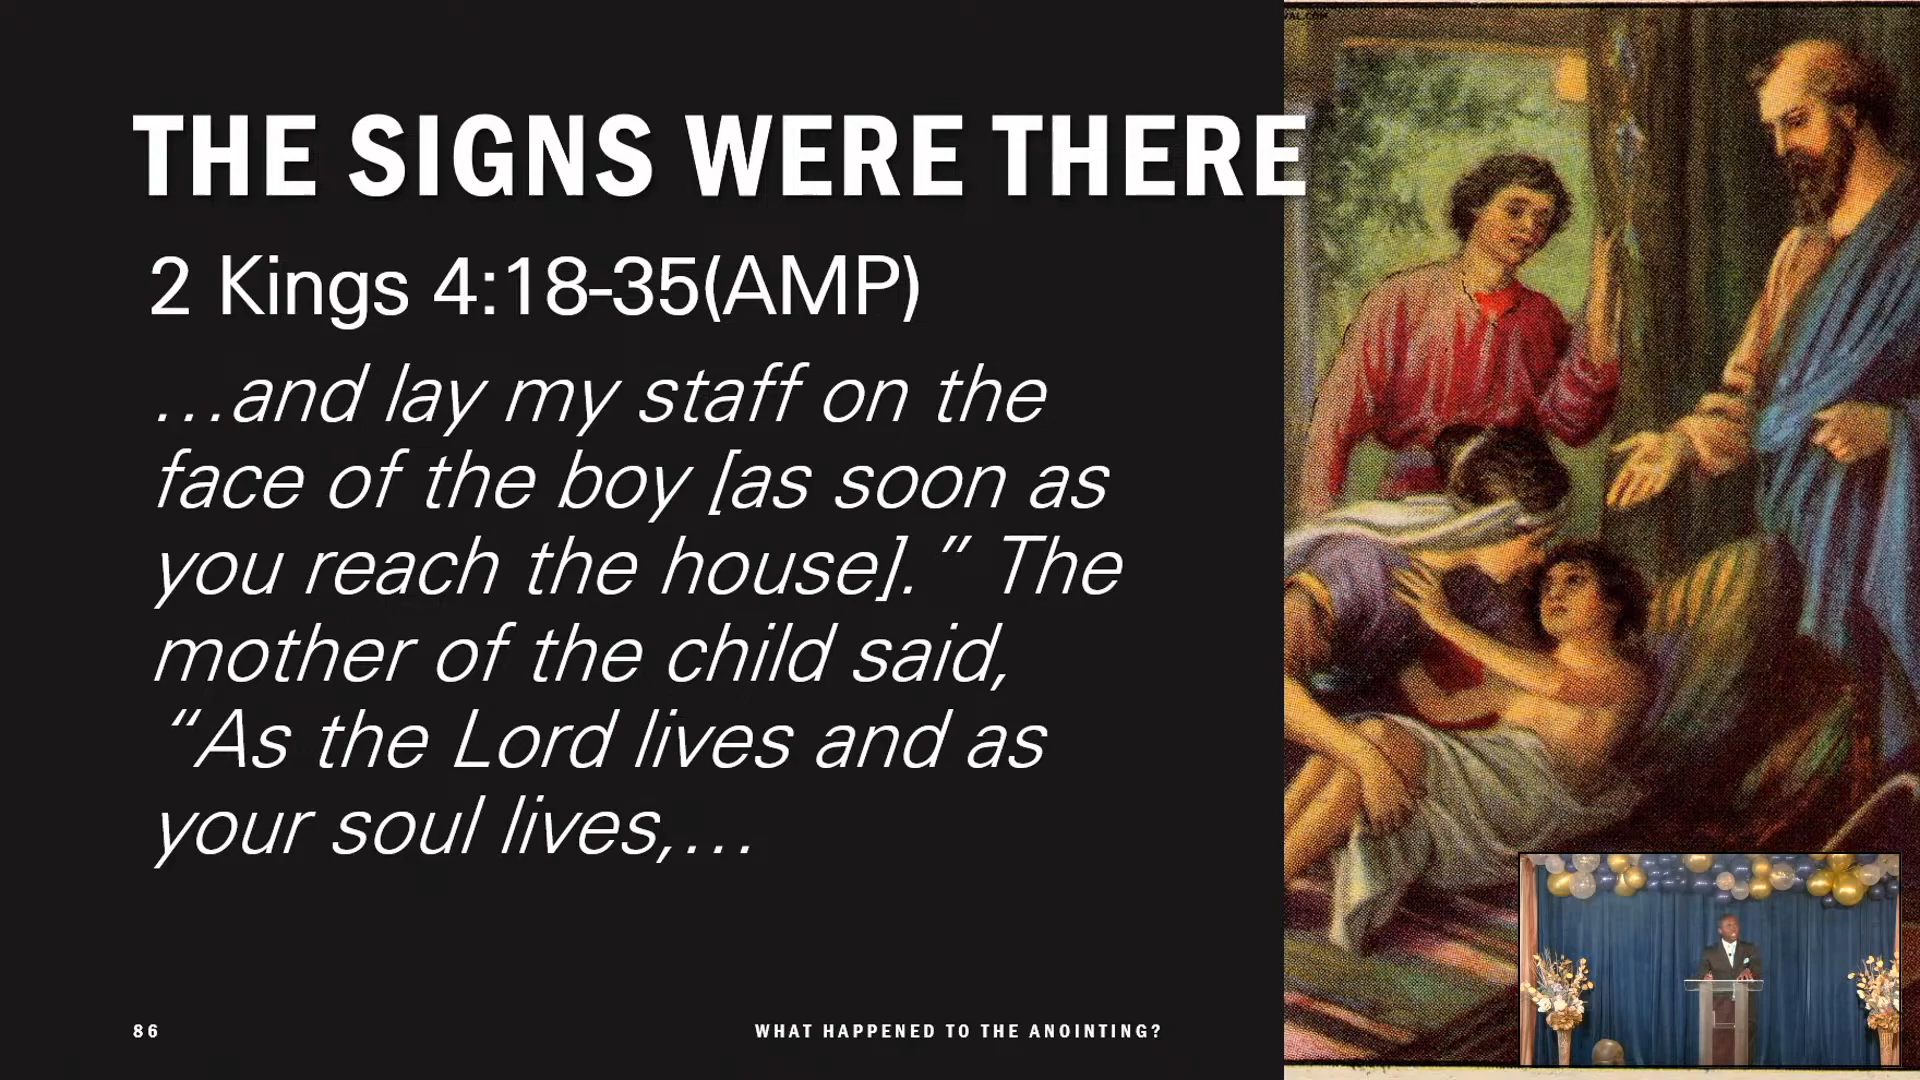 THE SIGNS WERE THERE
2 Kings 4:18-35(AMP)
…and lay my staff on the
face of the boy [as soon as
you reach the house].” The
mother of the child said,
“As the Lord lives and as
your soul lives,…
86
WHAT HAPPENED TO THE ANOINTING?